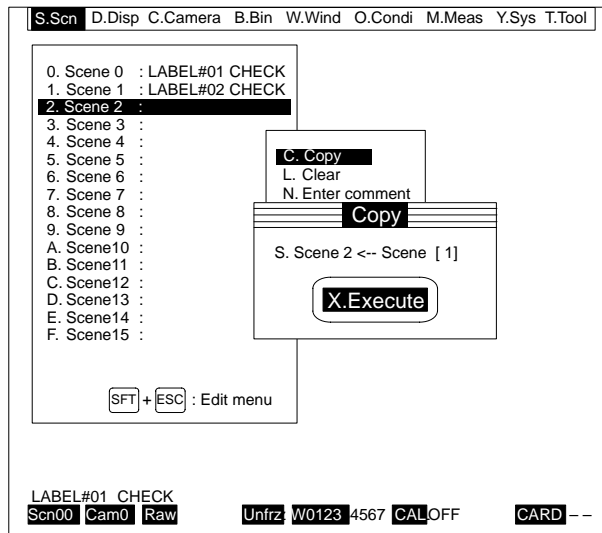 S.Scn D.Disp C.Camera B.Bin W.Wind O.Condi M.Meas Y.Sys T.Tool
0. Scene 0 : LABEL#01 CHECK
1. Scene 1 : LABEL#02 CHECK
2. Scene 2 :
3. Scene 3 :
4. Scene 4 :
5. Scene 5 :
6. Scene 6 :
7. Scene 7 :
8. Scene 8 :
9. Scene 9 :
A. Scene10 :
B. Scene11 :
C. Scene12 :
D. Scene13 :
E. Scene14 :
F. Scene15 :
SFT + ESC : Edit menu
C. Copy
L. Clear
N. Enter comment
Copy
S. Scene 2 <-- Scene [ 1]
X.Execute
LABEL#01 CHECK
Scn00 Cam0 Raw Unfrz: W0123 4567 CAL.OFF CARD – –